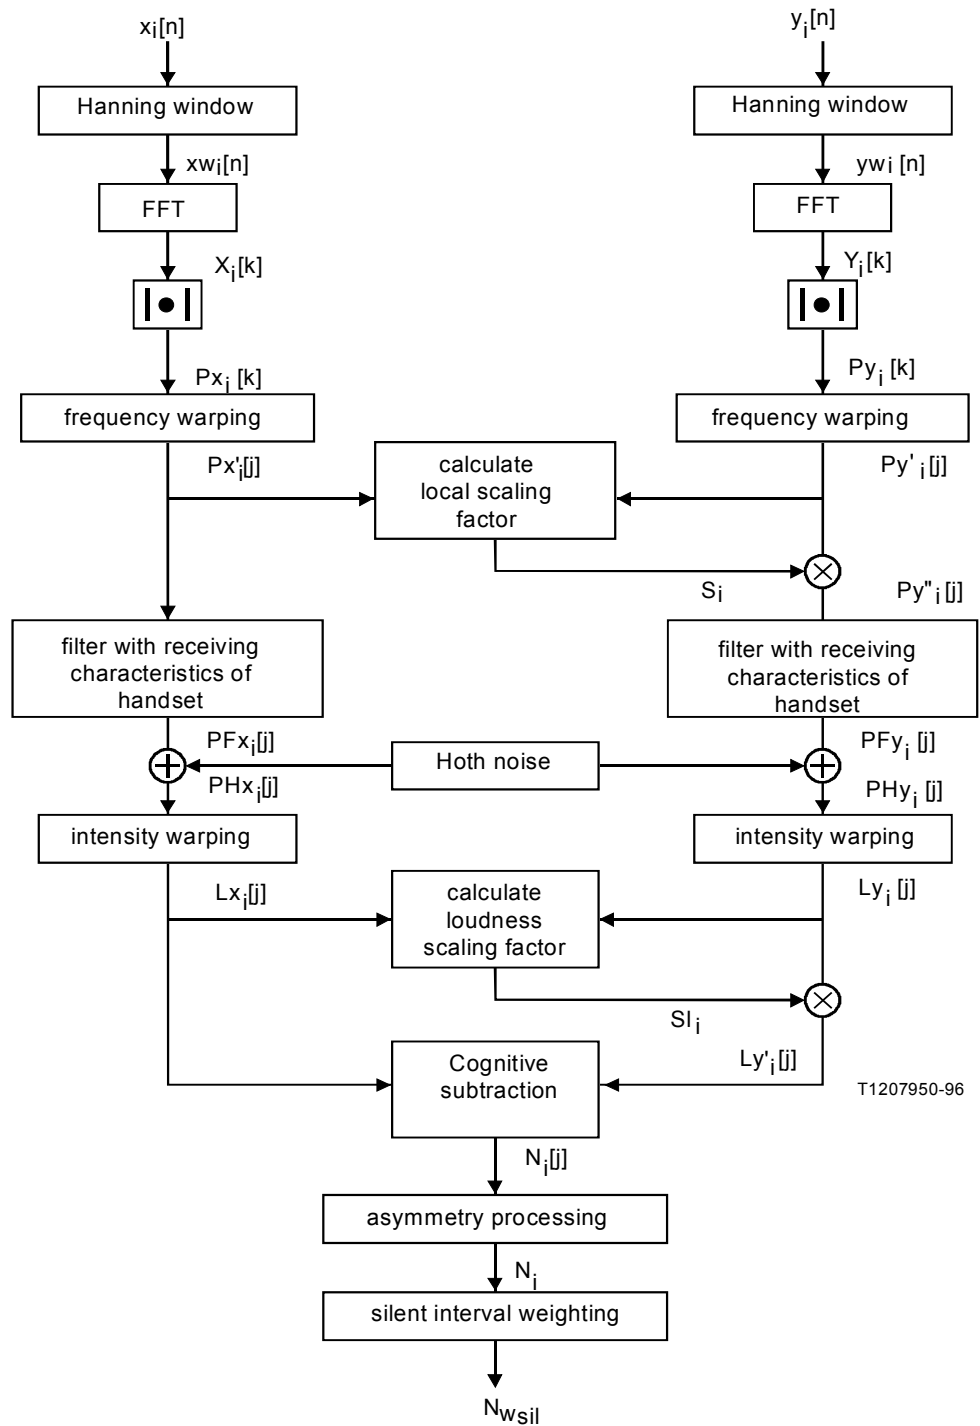 xi[n]
yi[n]
Hanning window
Hanning window
xwi[n]
ywi [n]
FFT
FFT
Xi[k]
Yi[k]
|●|
|●|
Pxi [k]
Pyi [k]
frequency warping
frequency warping
Px'i[j]
Py'i[j]
calculate
local scaling
factor
Si
Py"i[j]
filter with receiving
characteristics of
handset
filter with receiving
characteristics of
handset
PFxi[j]
PFyi [j]
Hoth noise
PHxi[j]
PHyi [j]
intensity warping
intensity warping
Lxi[j]
Lyi [j]
calculate
loudness
scaling factor
Sli
Ly'i[j]
Cognitive
subtraction
T1207950-96
Ni[j]
asymmetry processing
Ni
silent interval weighting
Nwsil